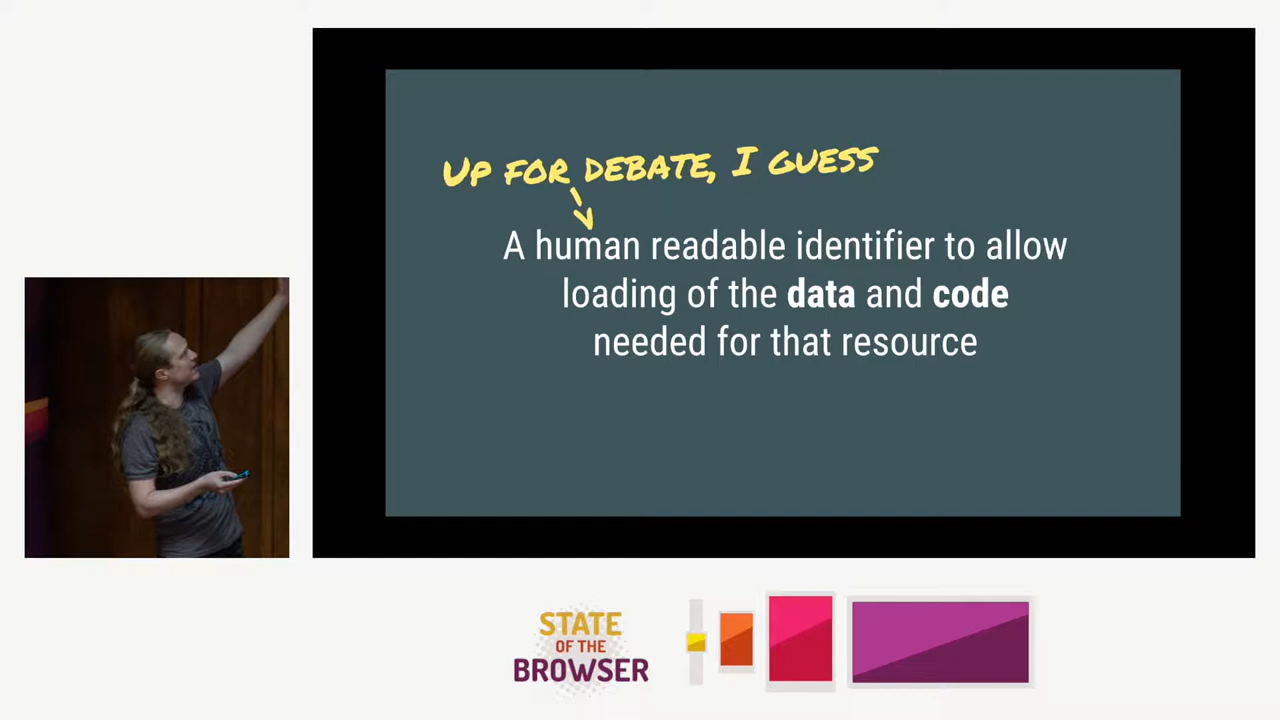 UP FOR DEBATE, I GUESS
A human readable identifier to allow
loading of the data and code
needed for that resource
STATE
OF THE
BROWSER